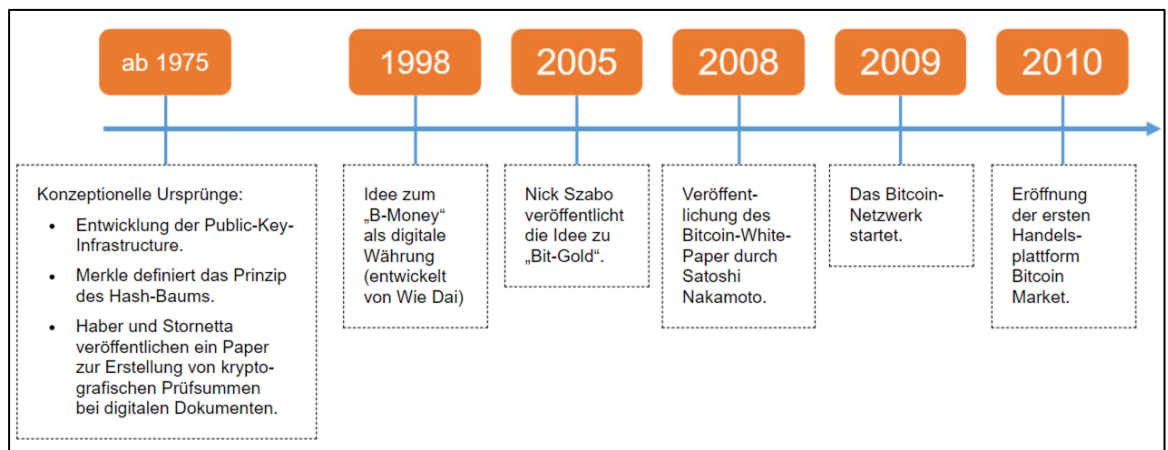 ab 1975
1998
2005
2008
2009
2010
Konzeptionelle Ursprünge:
• Entwicklung der Public-Key-
Infrastructure.
• Merkle definiert das Prinzip
des Hash-Baums.
• Haber und Stornetta
veröffentlichen ein Paper
zur Erstellung von krypto-
grafischen Prüfsummen
bei digitalen Dokumenten.
Idee zum
„B-Money“
als digitale
Währung
(entwickelt
von Wie Dai)
Nick Szabo
veröffentlicht
die Idee zu
„Bit-Gold“.
Veröffent-
lichung des
Bitcoin-White-
Paper durch
Satoshi
Nakamoto.
Das Bitcoin-
Netzwerk
startet.
Eröffnung
der ersten
Handels-
plattform
Bitcoin
Market.